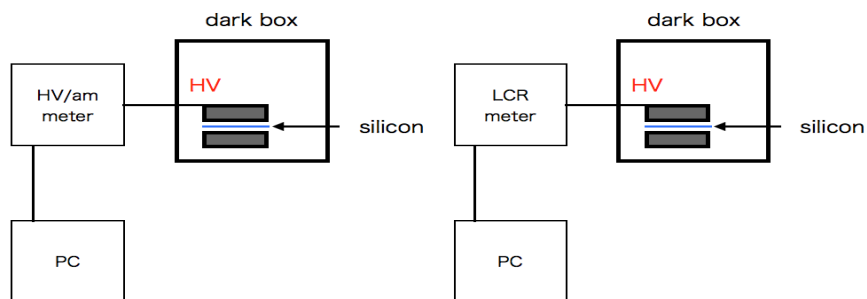 dark box
HV/am
meter
HV
silicon
PC
dark box
LCR
meter
HV
silicon
PC